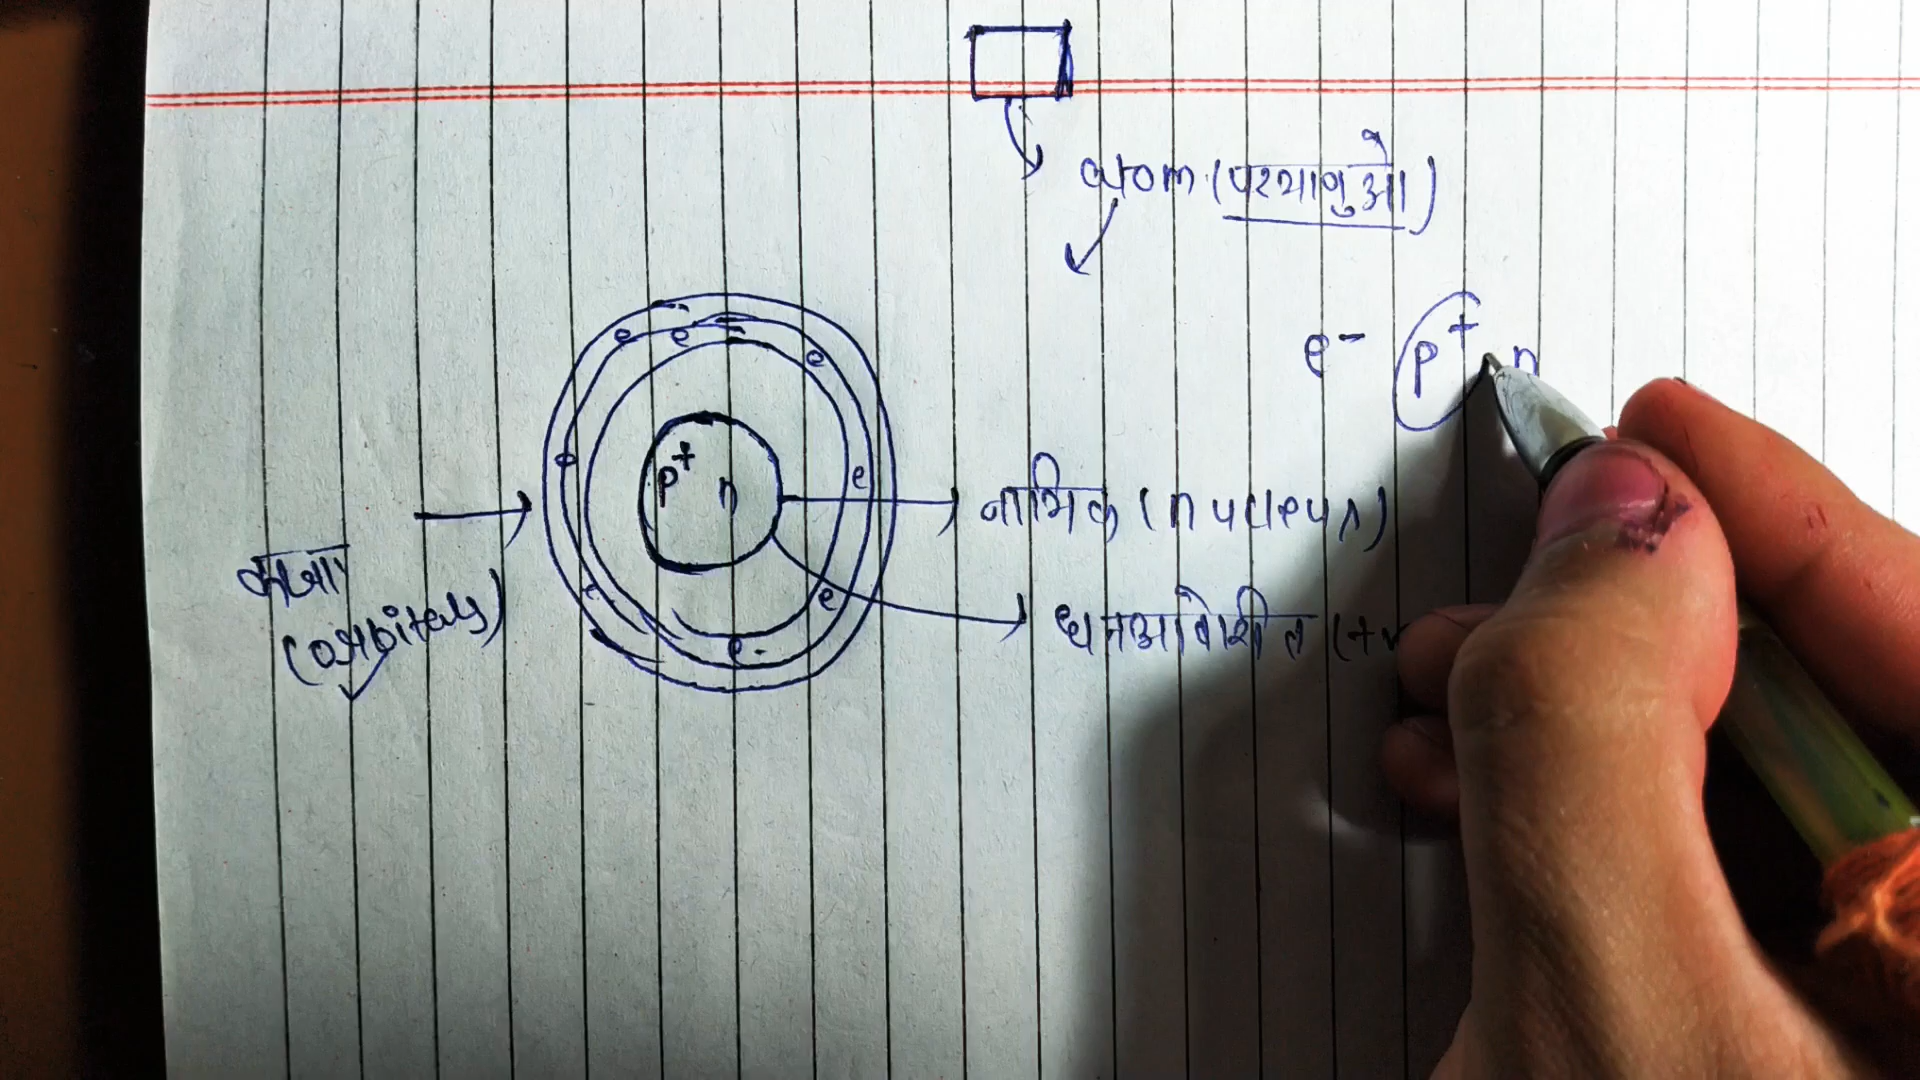 atom (परमाणुओ)
e⁻ p⁺ n
e e e
p⁺ n e
नाभिक (nucleus)
कक्षा
(orbitals)
धनआवेशीत (+v
e e
e-